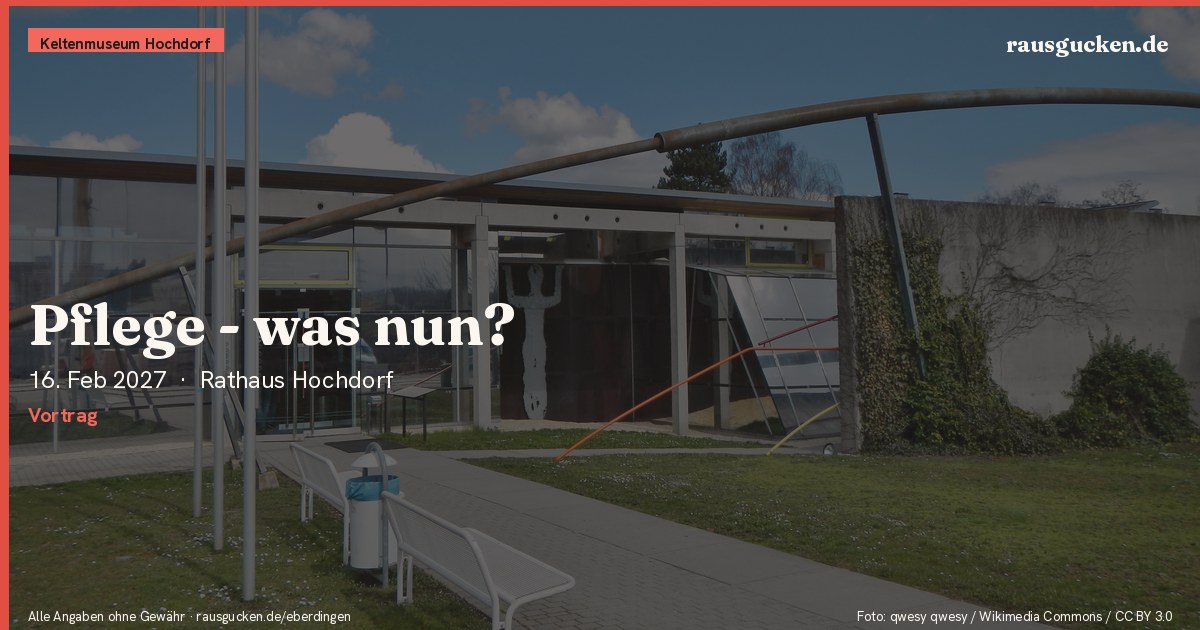 Keltenmuseum Hochdorf
rausgucken.de
Pflege - was nun?
16. Feb 2027 · Rathaus Hochdorf
Vortrag
Alle Angaben ohne Gewähr · rausgucken.de/eberdingen
Foto: qwesy qwesy / Wikimedia Commons / CC BY 3.0